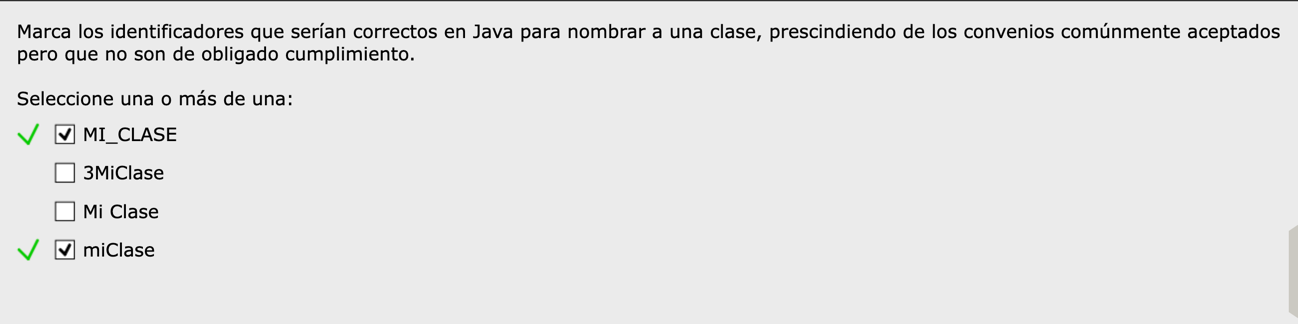 Marca los identificadores que serían correctos en Java para nombrar a una clase, prescindiendo de los convenios comúnmente aceptados
pero que no son de obligado cumplimiento.
Seleccione una o más de una:
MI_CLASE
3MiClase
Mi Clase
miClase